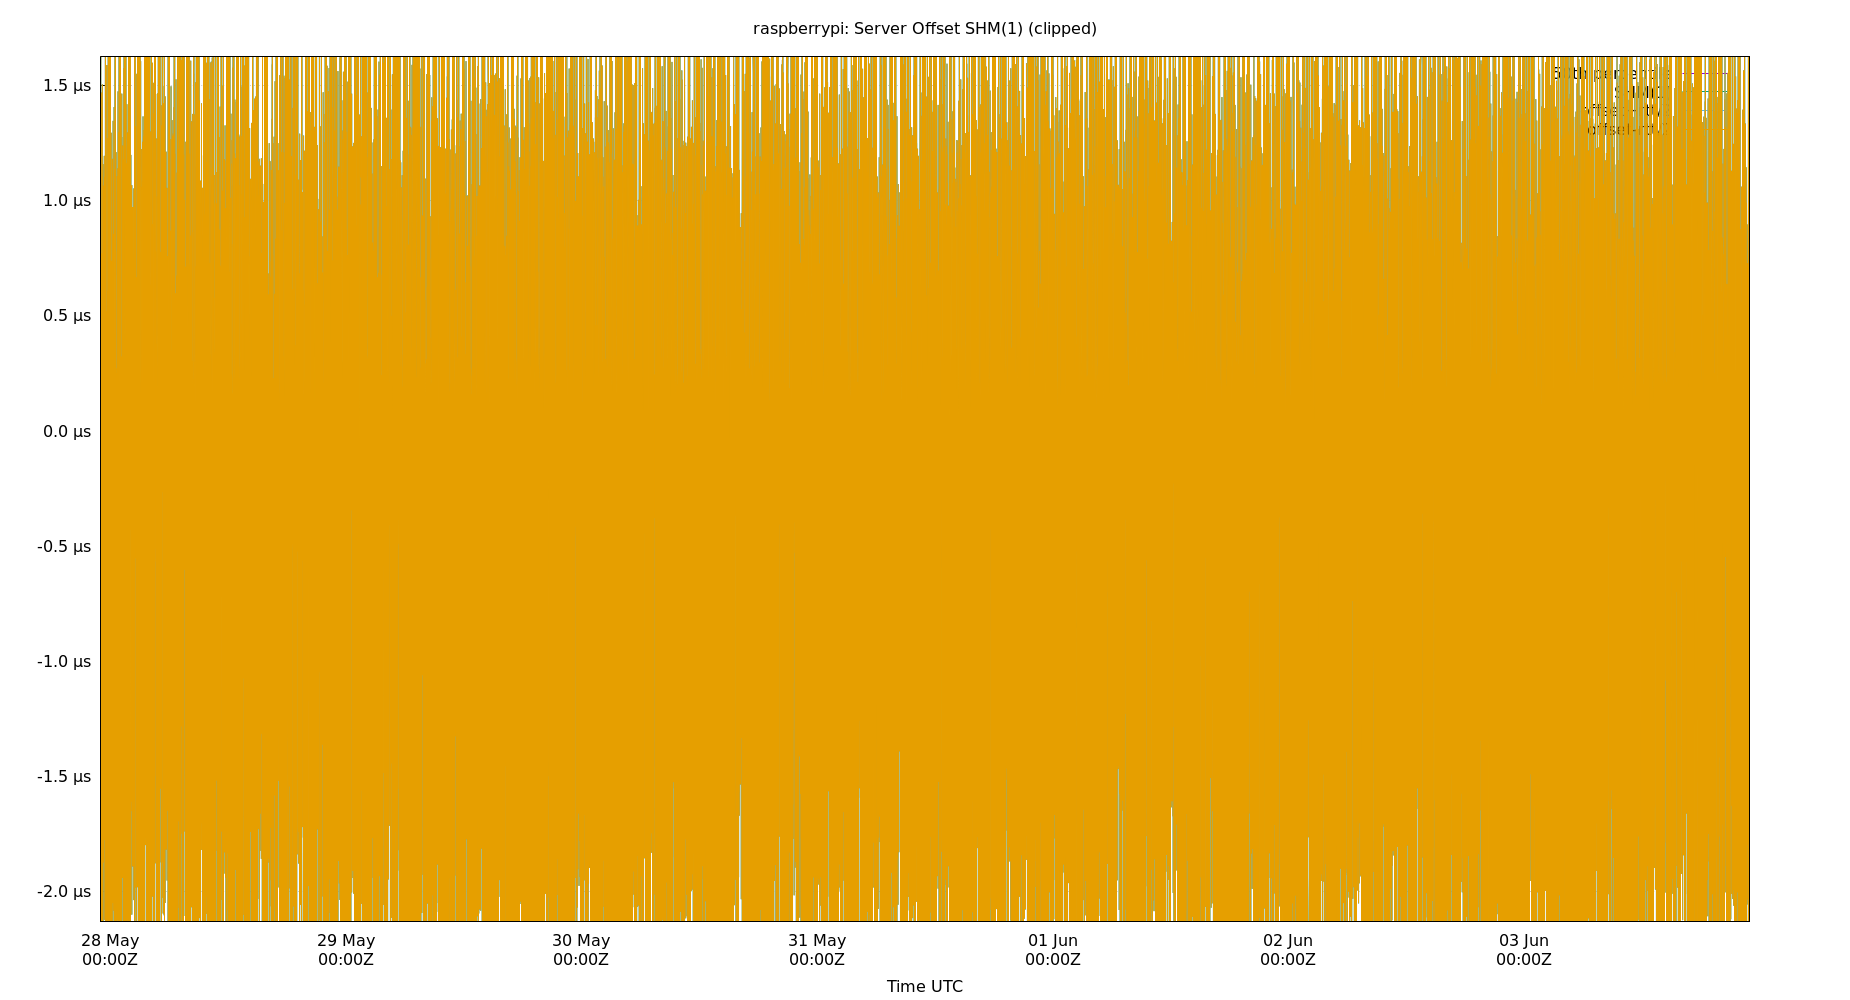 raspberrypi: Server Offset SHM(1) (clipped)
1.5 µs
1.0 µs
0.5 µs
0.0 µs
-0.5 µs
-1.0 µs
-1.5 µs
-2.0 µs
28 May 29 May 30 May 31 May 01 Jun 02 Jun 03 Jun
00:00Z 00:00Z 00:00Z 00:00Z 00:00Z 00:00Z 00:00Z
Time UTC